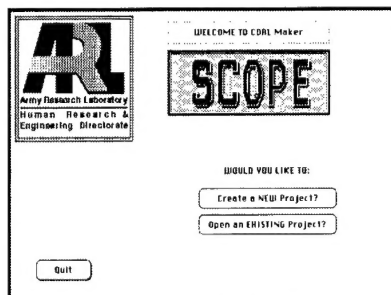 WELCOME TO COAL Maker
ARL
Army Research Laboratory
Human Research &
Engineering Directorate
SCOPE
WOULD YOU LIKE TO:
Create a NEW Project?
Open an EXISTING Project?
Quit